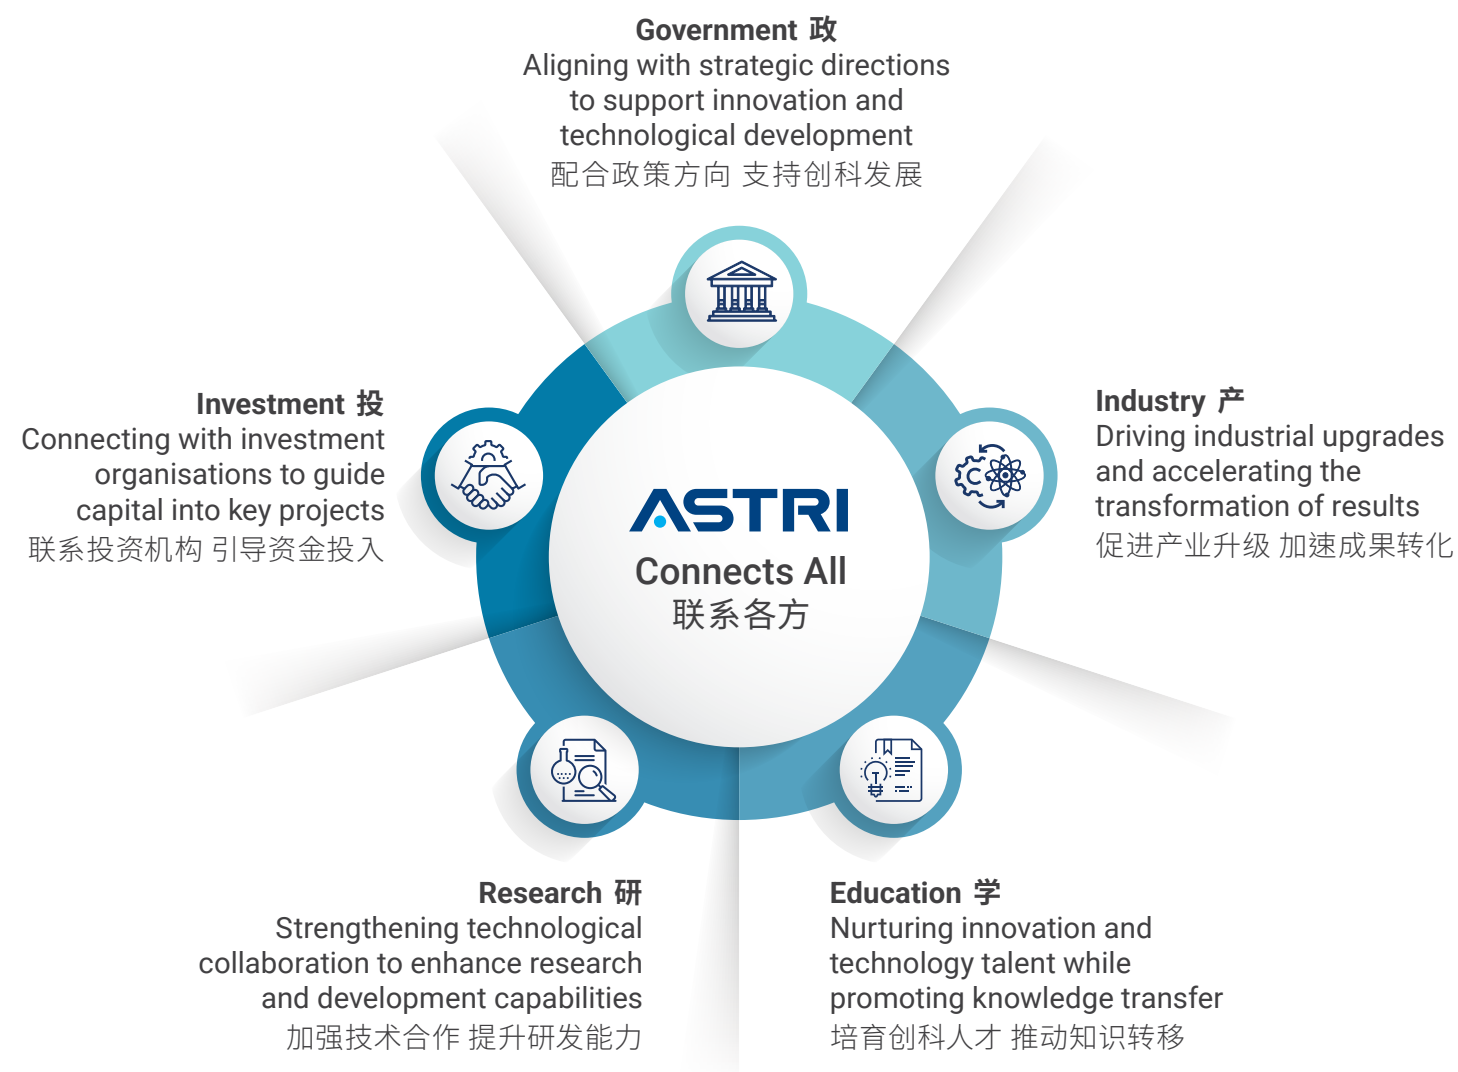 Government 政
Aligning with strategic directions
to support innovation and
technological development
配合政策方向 支持创科发展
Investment 投
Connecting with investment
organisations to guide
capital into key projects
联系投资机构 引导资金投入
Industry 产
Driving industrial upgrades
and accelerating the
transformation of results
促进产业升级 加速成果转化
ASTRI
Connects All
联系各方
Research 研
Strengthening technological
collaboration to enhance research
and development capabilities
加强技术合作 提升研发能力
Education 学
Nurturing innovation and
technology talent while
promoting knowledge transfer
培育创科人才 推动知识转移